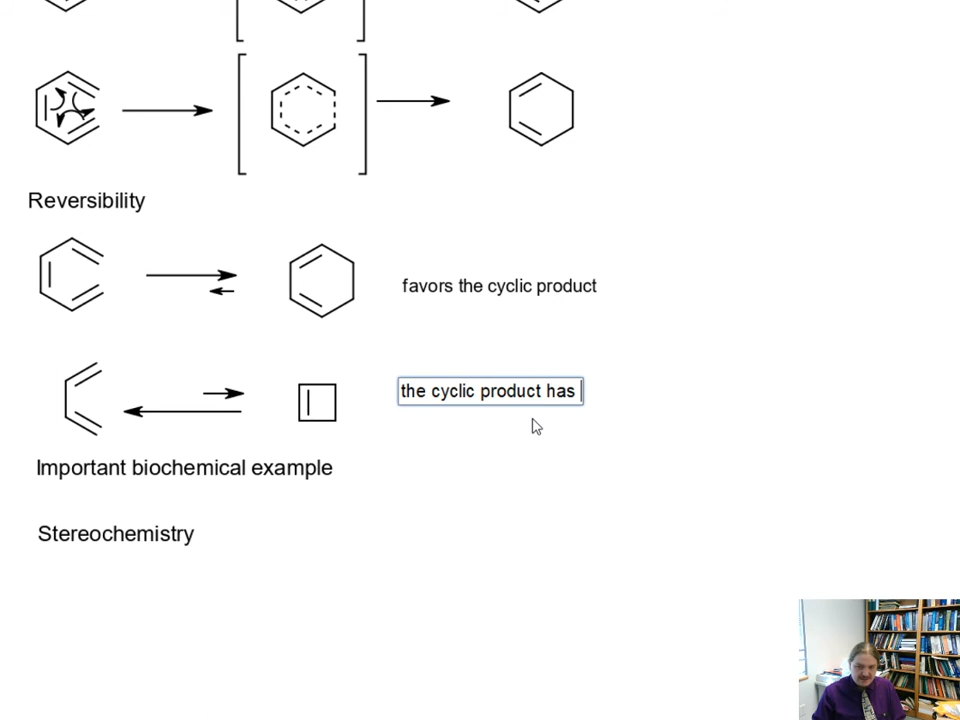 Reversibility
favors the cyclic product
the cyclic product has
Important biochemical example
Stereochemistry